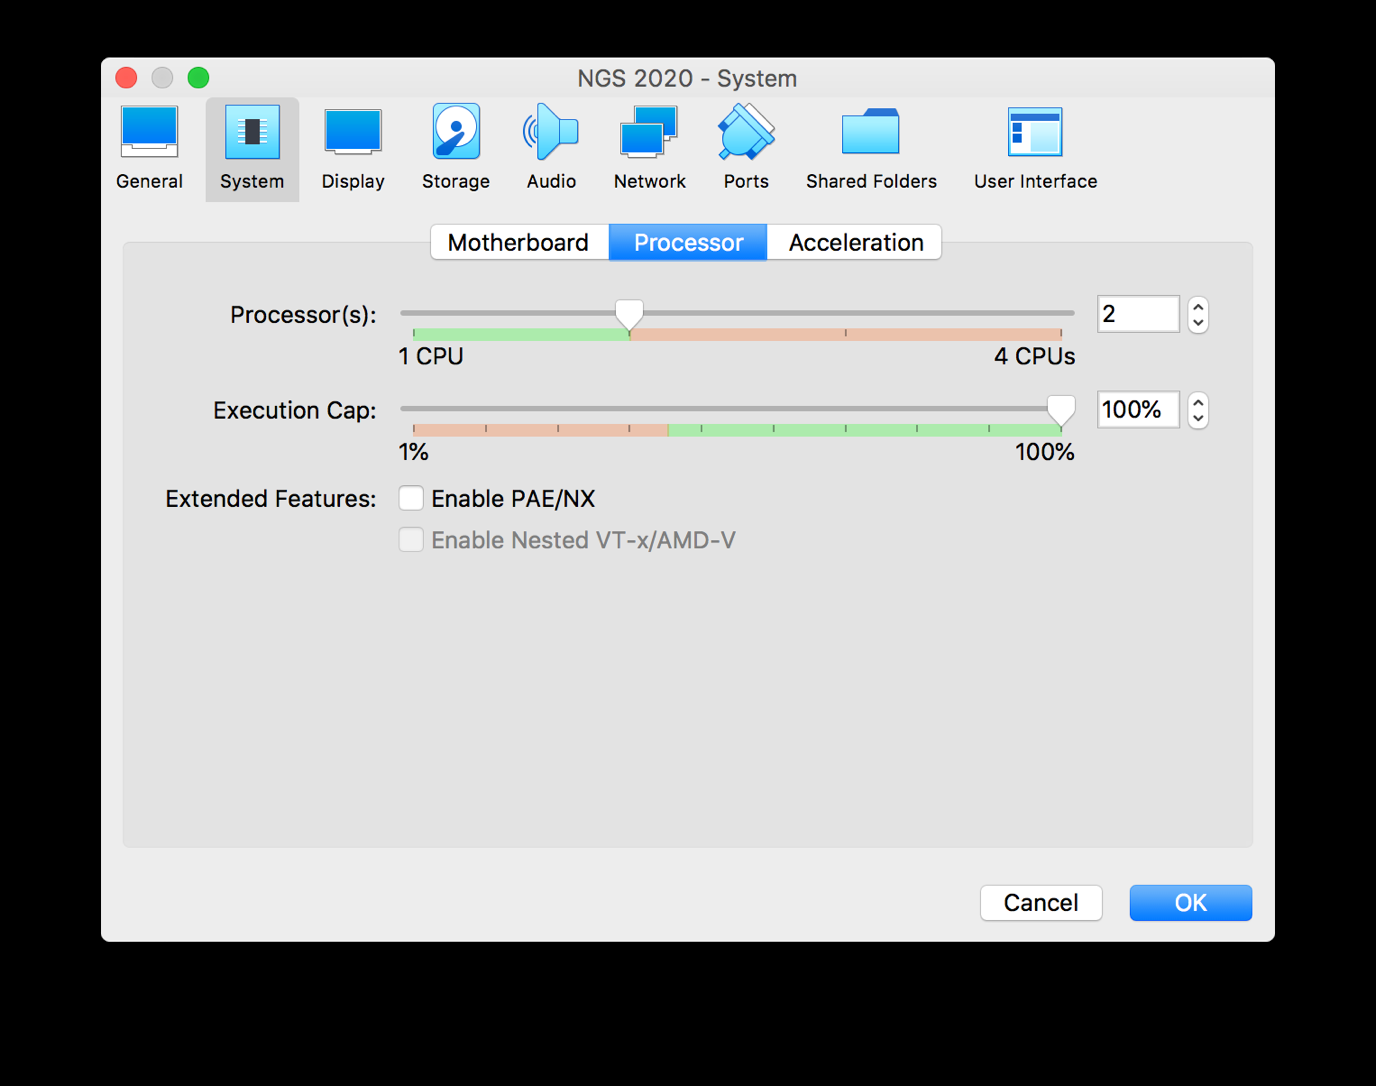 NGS 2020 - System
General System Display Storage Audio Network Ports Shared Folders User Interface
Motherboard Processor Acceleration
Processor(s): 2
1 CPU 4 CPUs
Execution Cap: 100%
1% 100%
Extended Features: Enable PAE/NX
Enable Nested VT-x/AMD-V
Cancel OK